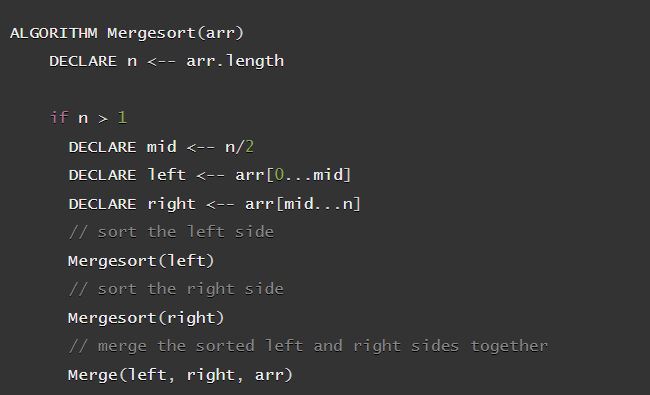 ALGORITHM Mergesort(arr)
    DECLARE n <-- arr.length

    if n > 1
      DECLARE mid <-- n/2
      DECLARE left <-- arr[0...mid]
      DECLARE right <-- arr[mid...n]
      // sort the left side
      Mergesort(left)
      // sort the right side
      Mergesort(right)
      // merge the sorted left and right sides together
      Merge(left, right, arr)